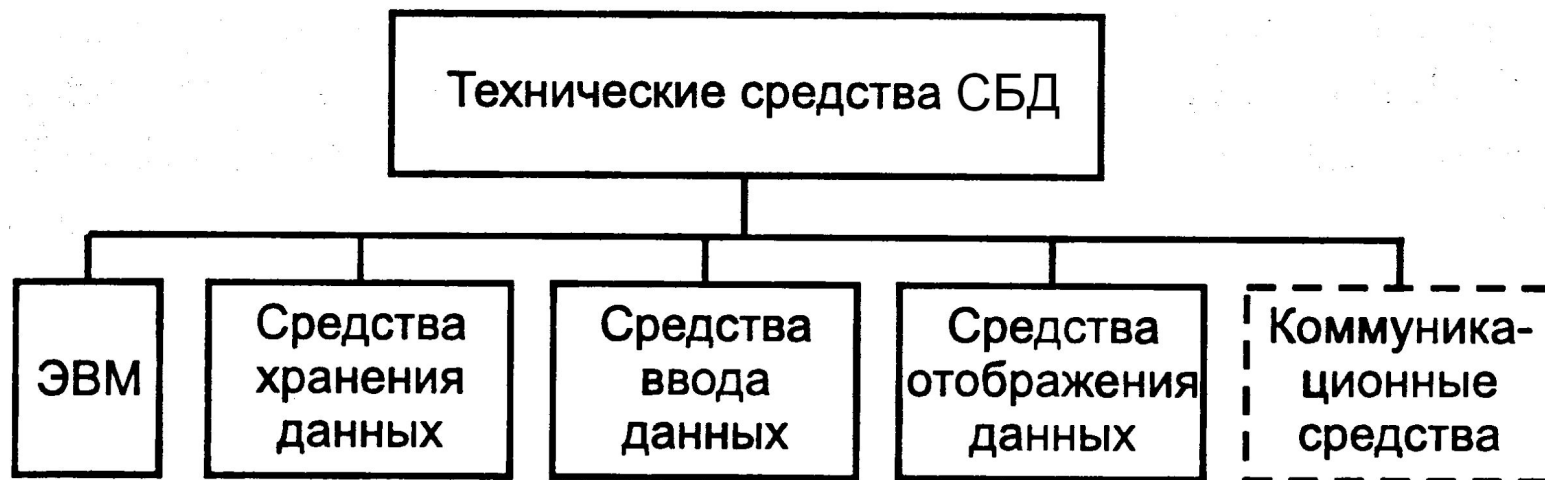 Технические средства СБД
ЭВМ
Средства
хранения
данных
Средства
ввода
данных
Средства
отображения
данных
Коммуника-
ционные
средства